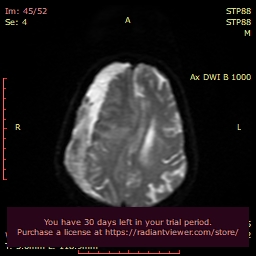 Im: 45/52
Se: 4
A
STP88
STP88
M
Ax DWI B 1000
R
L
You have 30 days left in your trial period.
Purchase a license at https://radiantviewer.com/store/